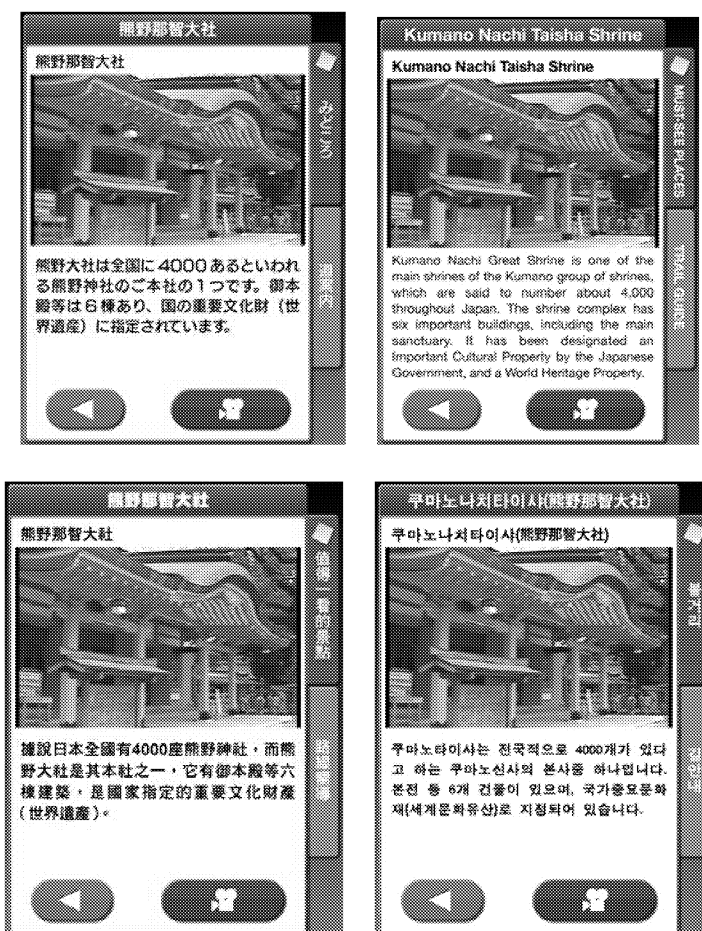 熊野那智大社
熊野那智大社
みどころ
道案内
熊野大社は全国に4000あるといわれ
る熊野神社のご本社の1つです。御本
殿等は6棟あり、国の重要文化財（世
界遺産）に指定されています。
Kumano Nachi Taisha Shrine
Kumano Nachi Taisha Shrine
MUST-SEE PLACES
TRAIL GUIDE
Kumano Nachi Great Shrine is one of the
main shrines of the Kumano group of shrines,
which are said to number about 4,000
throughout Japan. The shrine complex has
six important buildings, including the main
sanctuary. It has been designated an
Important Cultural Property by the Japanese
Government, and a World Heritage Property.
熊野那智大社
熊野那智大社
值得一看的景點
據說日本全國有4000座熊野神社，而熊
野大社是其本社之一，它有御本殿等六
棟建築，是國家指定的重要文化財產
(世界遺產)。
쿠마노나치타이샤(熊野那智大社)
쿠마노나치타이샤(熊野那智大社)
볼거리
길안내
쿠마노타이샤는 전국적으로 4000개가 있다
고 하는 쿠마노신사의 본사중 하나입니다.
본전 등 6개 건물이 있으며, 국가중요문화
재(세계문화유산)로 지정되어 있습니다.